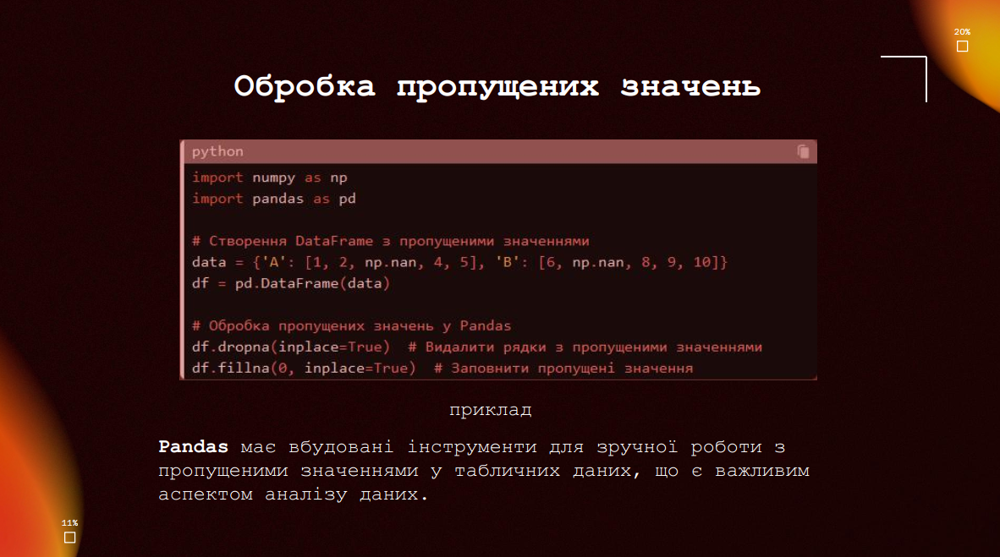 20%
Обробка пропущених значень
python
import numpy as np
import pandas as pd
# Створення DataFrame з пропущеними значеннями
data = {'A': [1, 2, np.nan, 4, 5], 'B': [6, np.nan, 8, 9, 10]}
df = pd.DataFrame(data)
# Обробка пропущених значень у Pandas
df.dropna(inplace=True)  # Видалити рядки з пропущеними значеннями
df.fillna(0, inplace=True)  # Заповнити пропущені значення
приклад
Pandas має вбудовані інструменти для зручної роботи з
пропущеними значеннями у табличних даних, що є важливим
аспектом аналізу даних.
11%